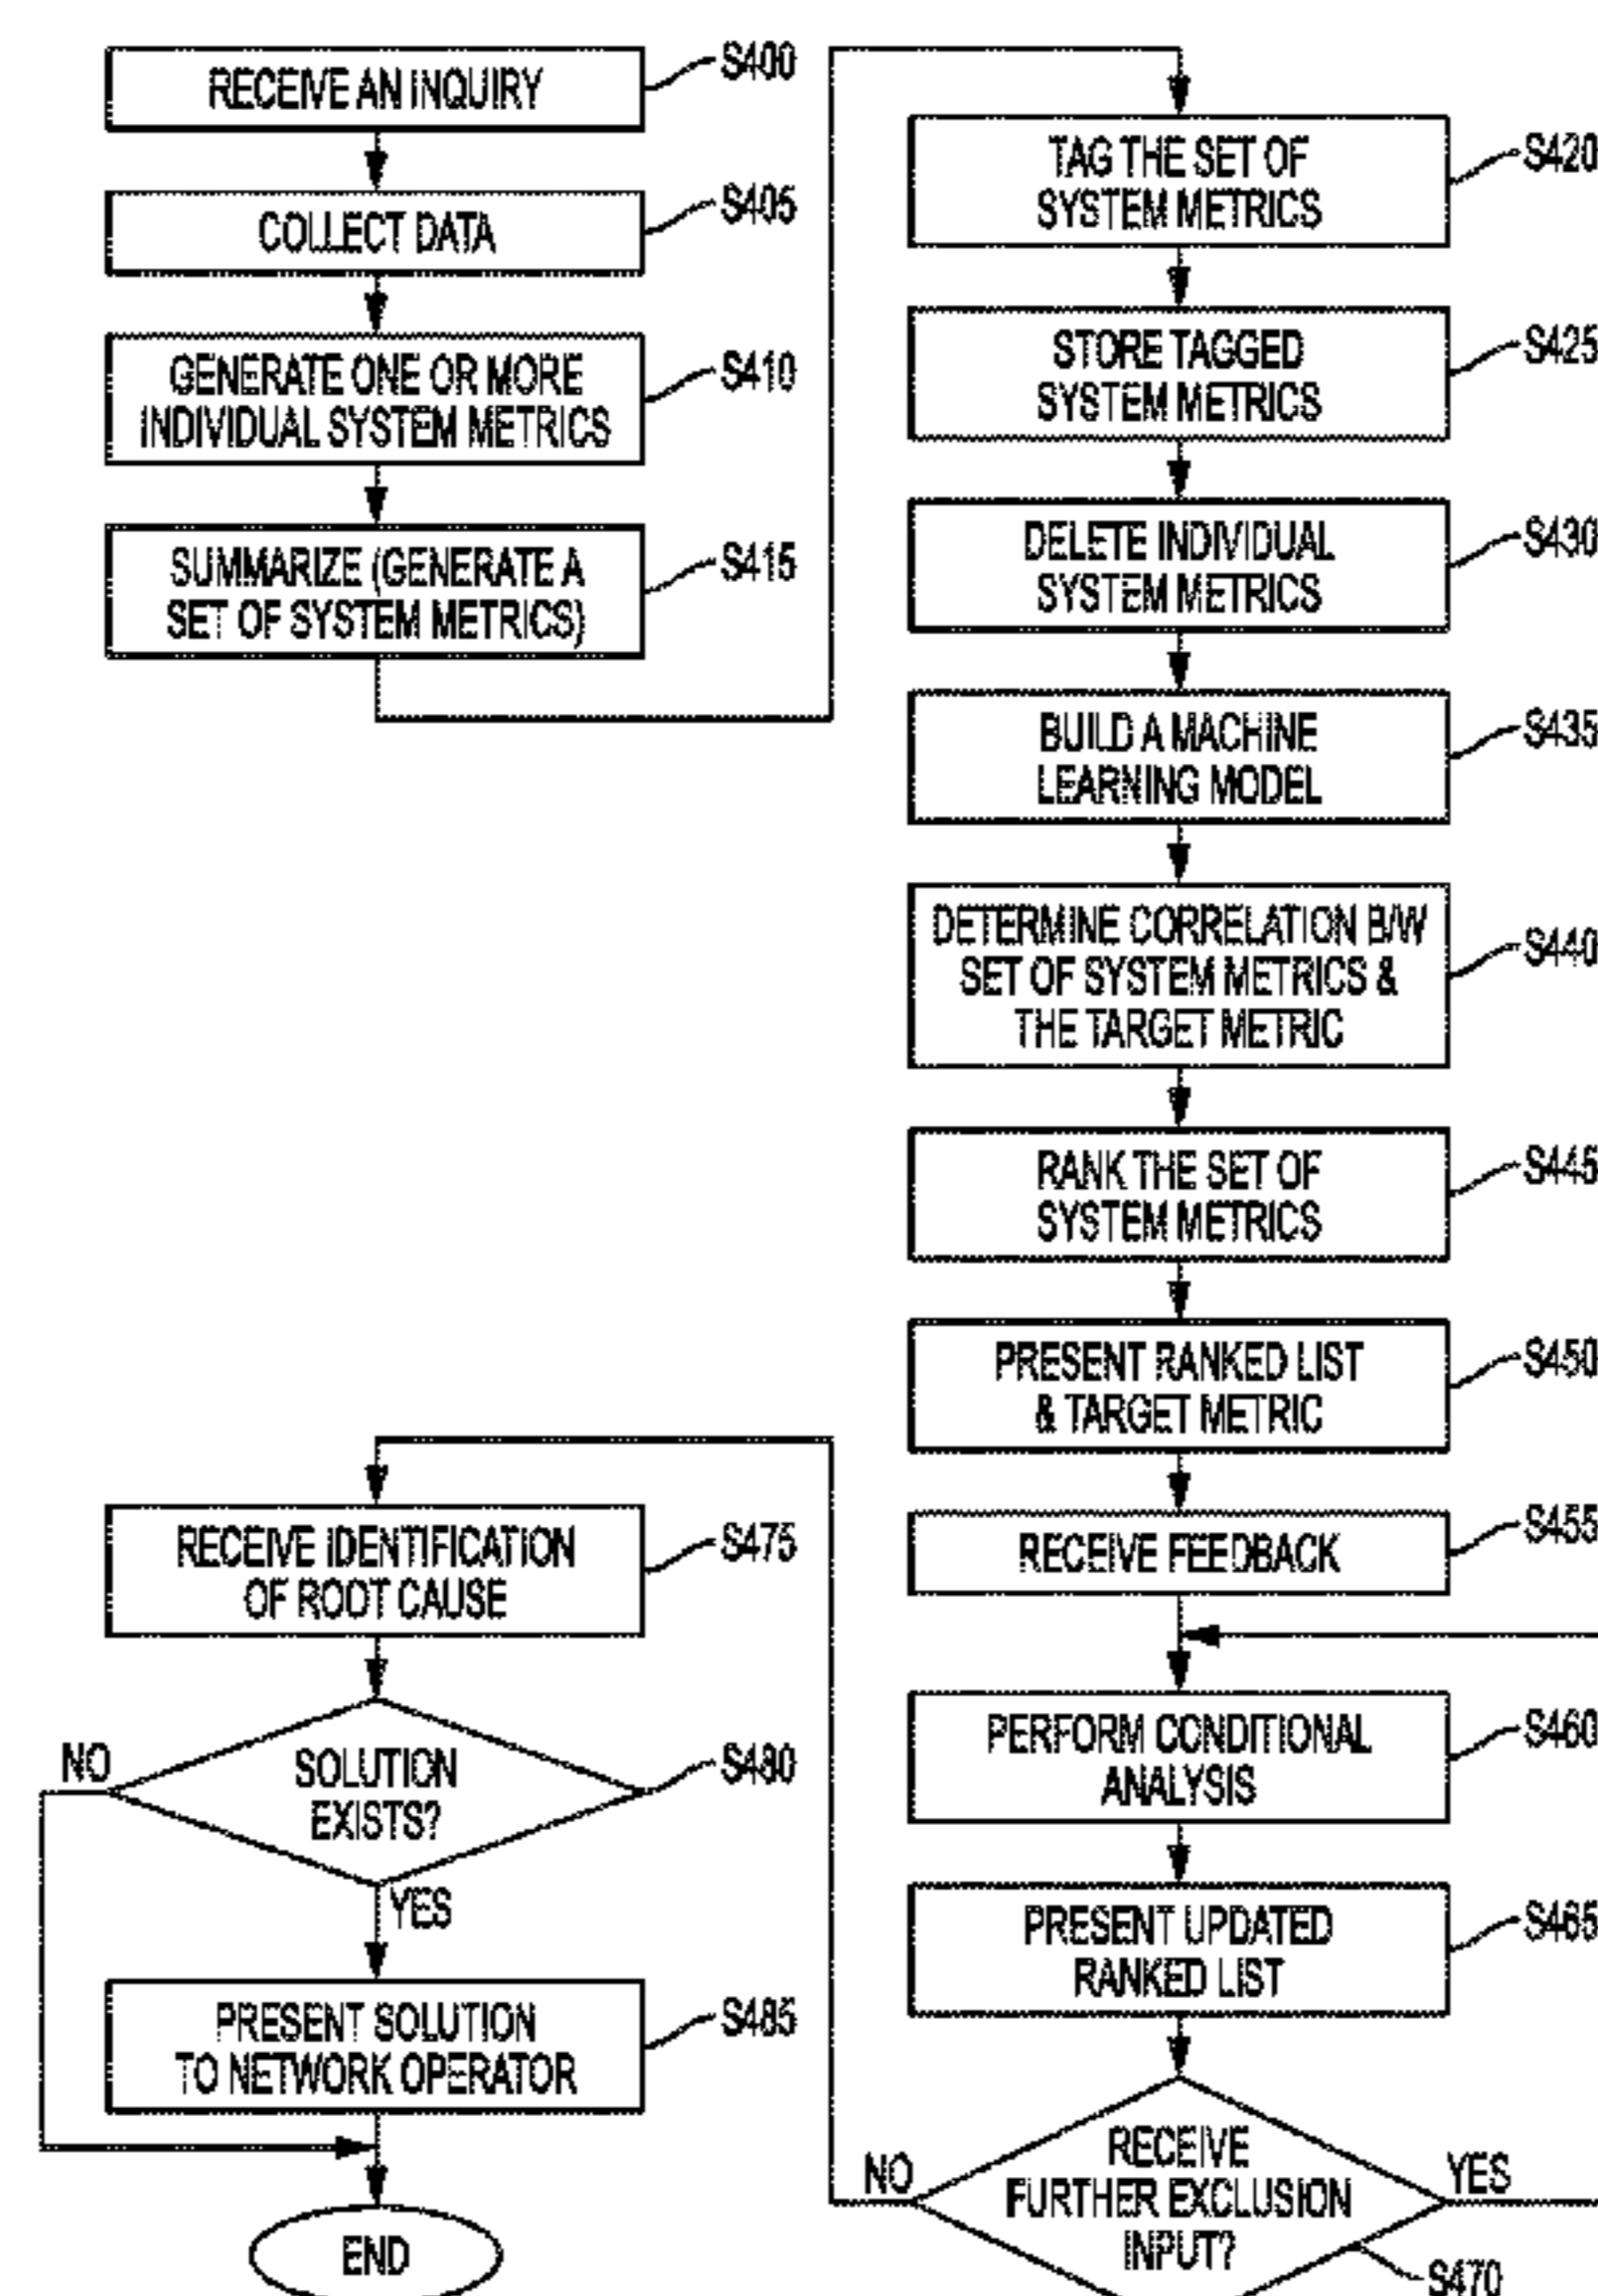 RECEIVE AN INQUIRY
S400
COLLECT DATA
S405
GENERATE ONE OR MORE
INDIVIDUAL SYSTEM METRICS
S410
SUMMARIZE (GENERATE A
SET OF SYSTEM METRICS)
S415
TAG THE SET OF
SYSTEM METRICS
S420
STORE TAGGED
SYSTEM METRICS
S425
DELETE INDIVIDUAL
SYSTEM METRICS
S430
BUILD A MACHINE
LEARNING MODEL
S435
DETERMINE CORRELATION B/W
SET OF SYSTEM METRICS &
THE TARGET METRIC
S440
RANK THE SET OF
SYSTEM METRICS
S445
PRESENT RANKED LIST
& TARGET METRIC
S450
RECEIVE FEEDBACK
S455
PERFORM CONDITIONAL
ANALYSIS
S460
PRESENT UPDATED
RANKED LIST
S465
RECEIVE
FURTHER EXCLUSION
INPUT?
NO
YES
S470
RECEIVE IDENTIFICATION
OF ROOT CAUSE
S475
SOLUTION
EXISTS?
S480
NO
YES
PRESENT SOLUTION
TO NETWORK OPERATOR
S485
END